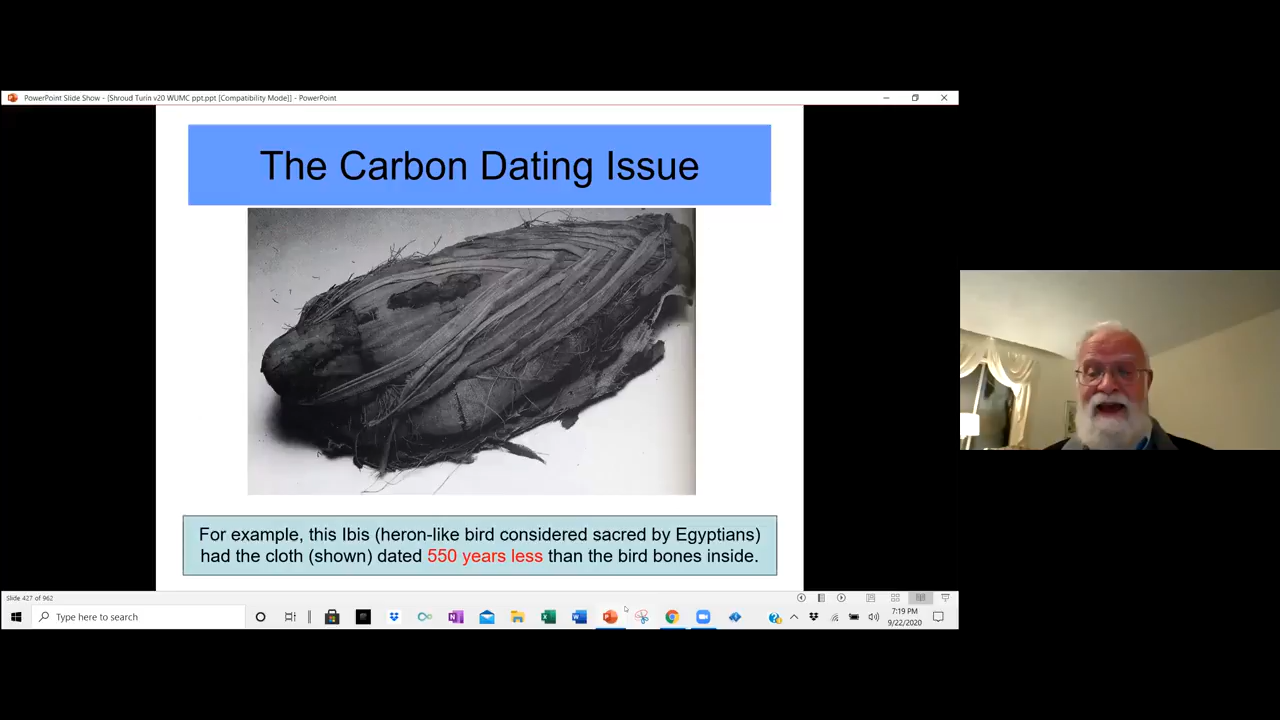 PowerPoint Slide Show - [Shroud Turin v20 WUMC ppt.ppt [Compatibility Mode]] - PowerPoint
The Carbon Dating Issue
For example, this Ibis (heron-like bird considered sacred by Egyptians)
had the cloth (shown) dated 550 years less than the bird bones inside.
Slide 427 of 962
Type here to search
7:19 PM
9/22/2020